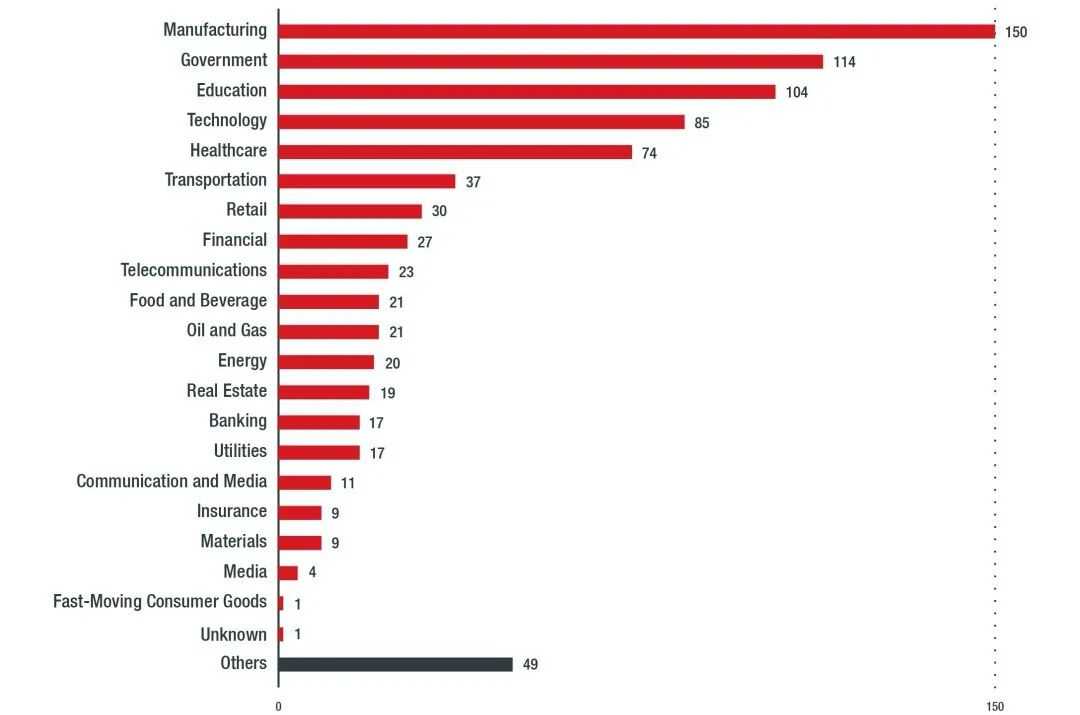 Manufacturing 150
Government 114
Education 104
Technology 85
Healthcare 74
Transportation 37
Retail 30
Financial 27
Telecommunications 23
Food and Beverage 21
Oil and Gas 21
Energy 20
Real Estate 19
Banking 17
Utilities 17
Communication and Media 11
Insurance 9
Materials 9
Media 4
Fast-Moving Consumer Goods 1
Unknown 1
Others 49
0 150